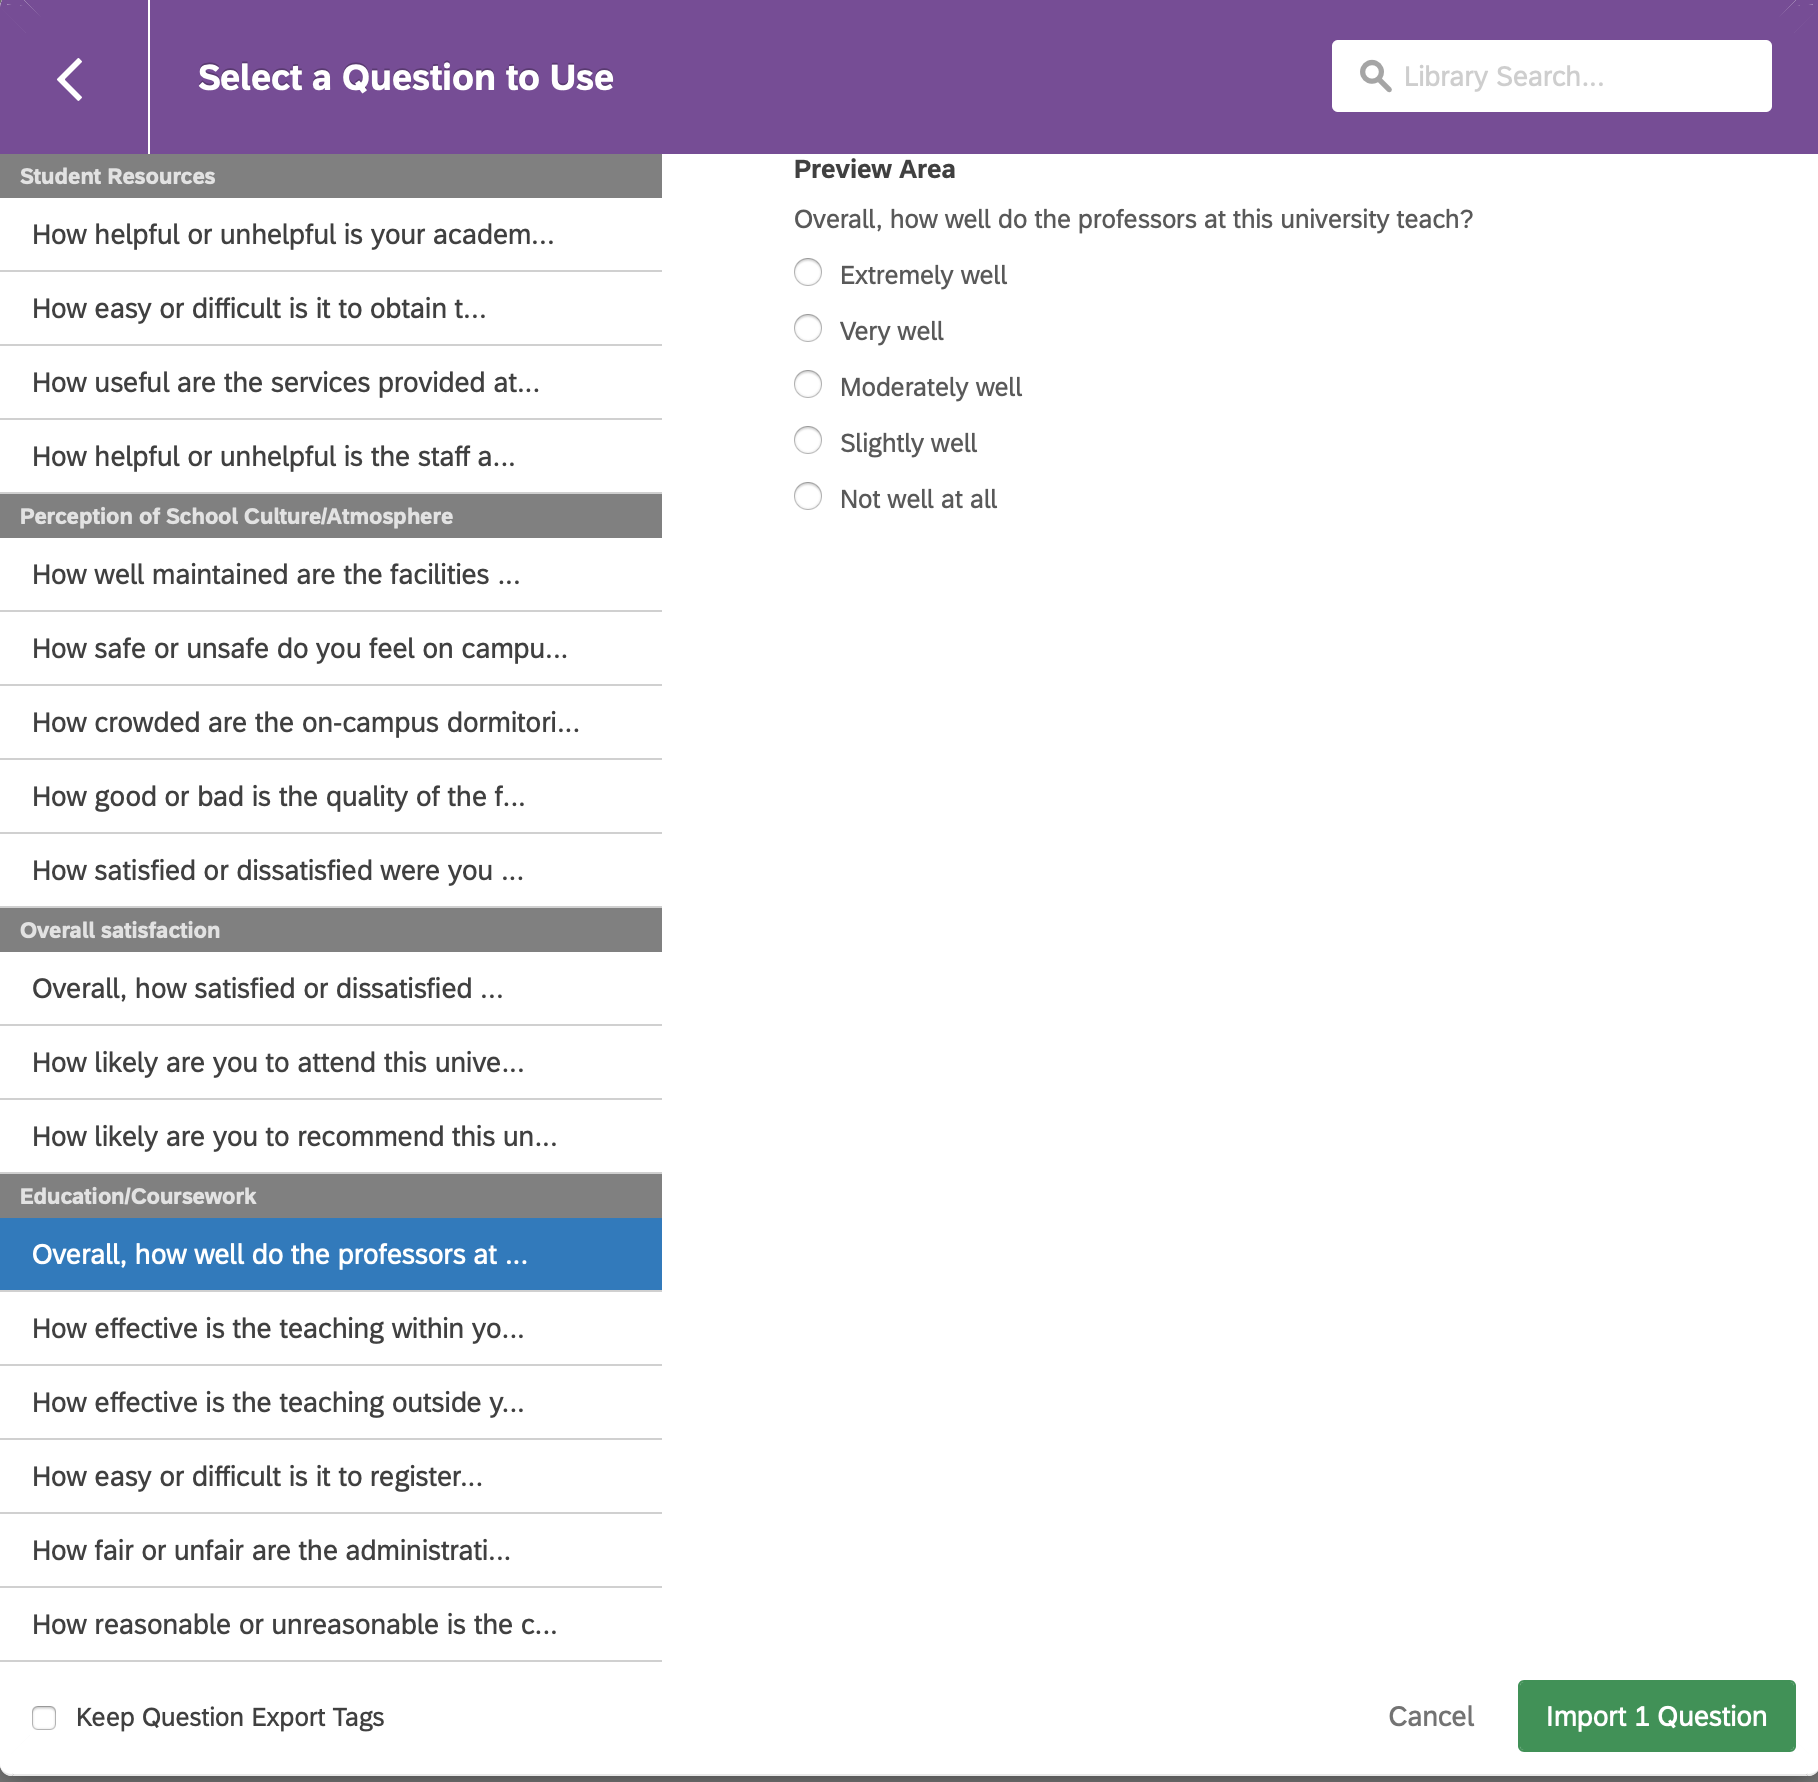 Select a Question to Use
Library Search...
Student Resources
How helpful or unhelpful is your academ...
How easy or difficult is it to obtain t...
How useful are the services provided at...
How helpful or unhelpful is the staff a...
Perception of School Culture/Atmosphere
How well maintained are the facilities ...
How safe or unsafe do you feel on campu...
How crowded are the on-campus dormitori...
How good or bad is the quality of the f...
How satisfied or dissatisfied were you ...
Overall satisfaction
Overall, how satisfied or dissatisfied ...
How likely are you to attend this unive...
How likely are you to recommend this un...
Education/Coursework
Overall, how well do the professors at ...
How effective is the teaching within yo...
How effective is the teaching outside y...
How easy or difficult is it to register...
How fair or unfair are the administrati...
How reasonable or unreasonable is the c...
Preview Area
Overall, how well do the professors at this university teach?
Extremely well
Very well
Moderately well
Slightly well
Not well at all
Keep Question Export Tags
Cancel
Import 1 Question